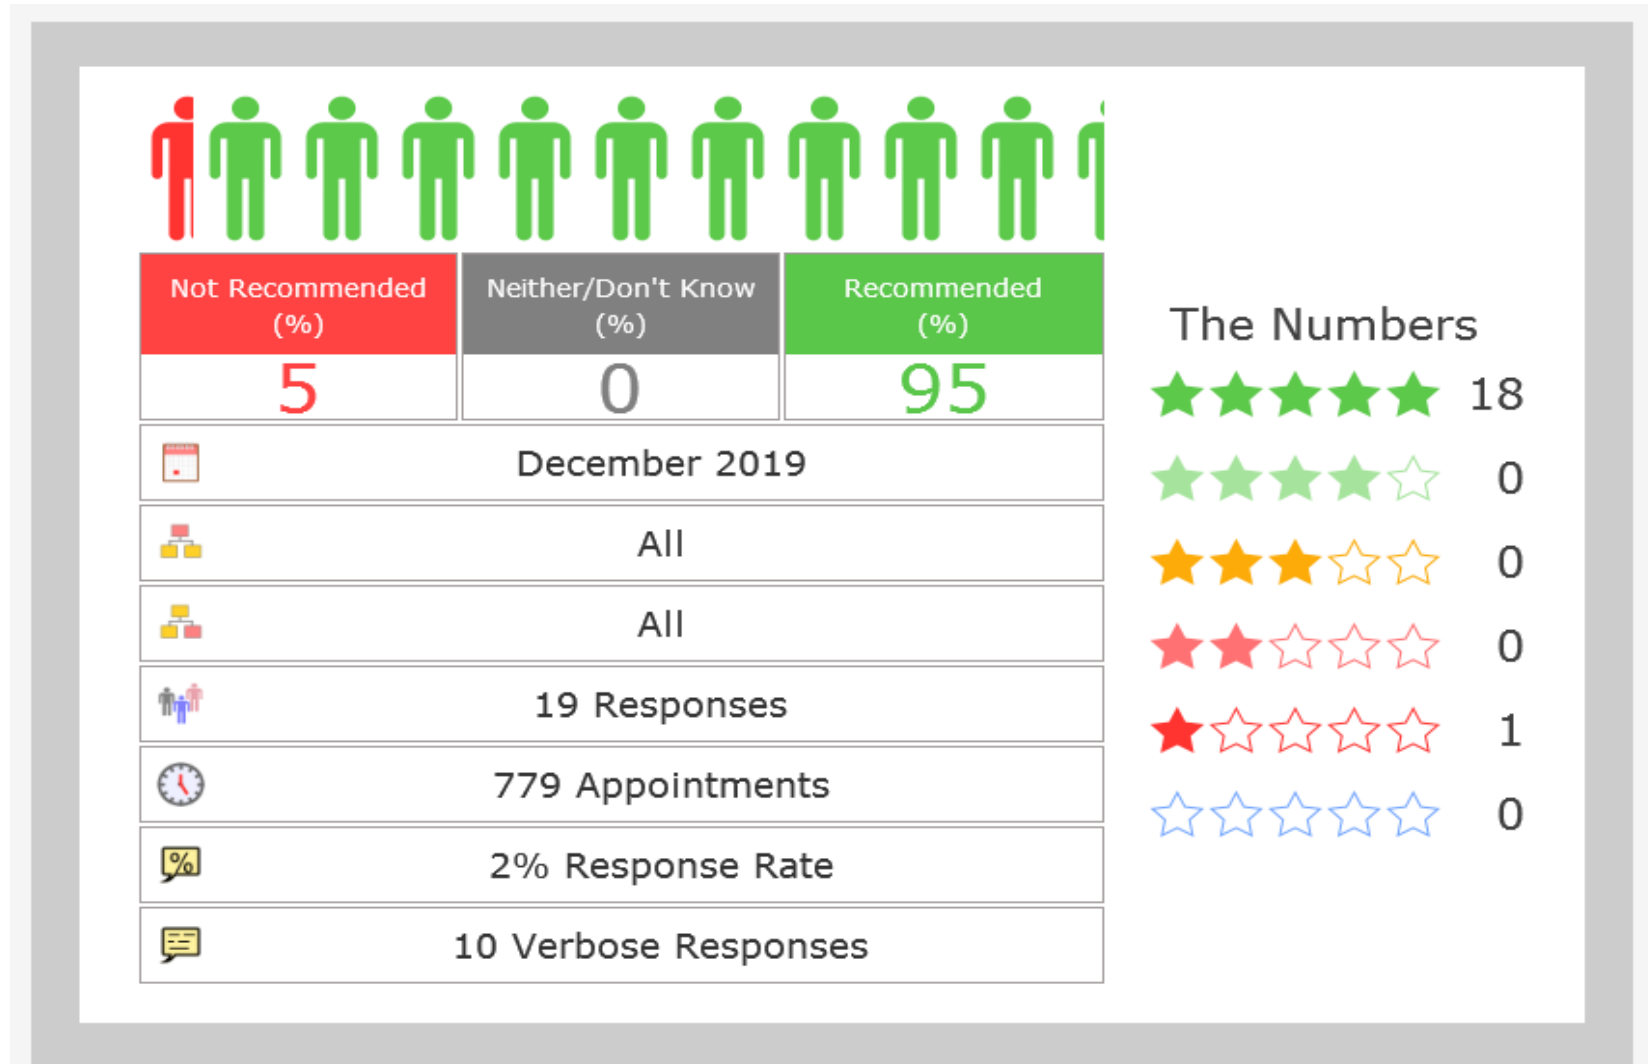 Not Recommended
(%)
Neither/Don't Know
(%)
Recommended
(%)
5
0
95
December 2019
All
All
19 Responses
779 Appointments
%
2% Response Rate
10 Verbose Responses
The Numbers
18
0
0
0
1
0